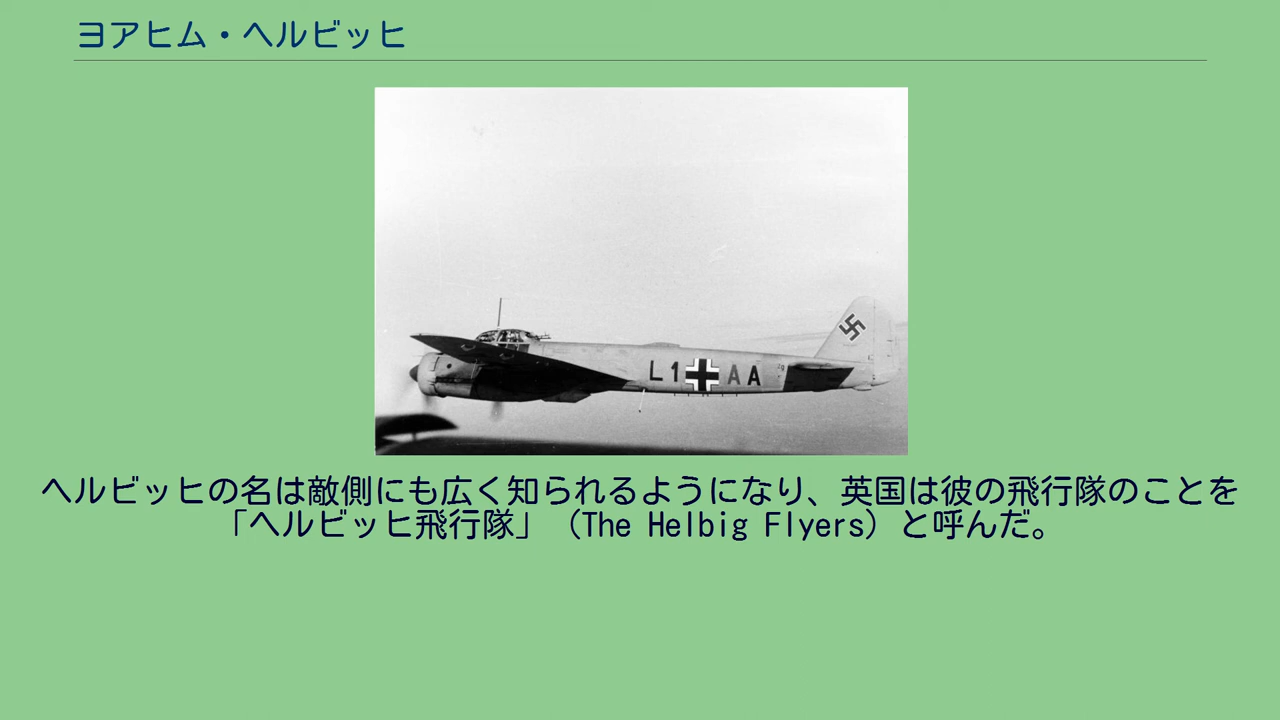 ヨアヒム・ヘルビッヒ
L1 AA
ヘルビッヒの名は敵側にも広く知られるようになり、英国は彼の飛行隊のことを
「ヘルビッヒ飛行隊」（The Helbig Flyers）と呼んだ。